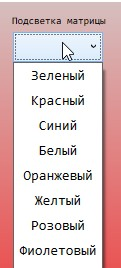 Подсветка матрицы
Зеленый
Красный
Синий
Белый
Оранжевый
Желтый
Розовый
Фиолетовый